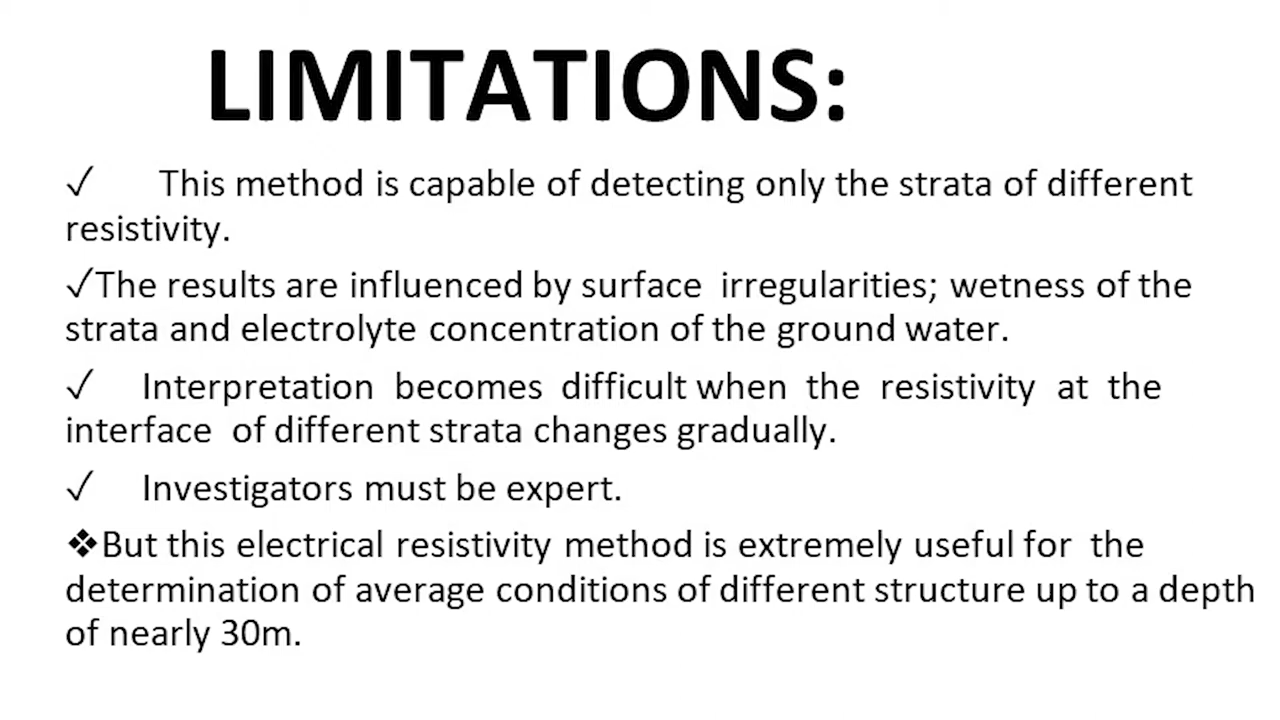 LIMITATIONS:
✓ This method is capable of detecting only the strata of different
resistivity.
✓The results are influenced by surface irregularities; wetness of the
strata and electrolyte concentration of the ground water.
✓ Interpretation becomes difficult when the resistivity at the
interface of different strata changes gradually.
✓ Investigators must be expert.
❖But this electrical resistivity method is extremely useful for the
determination of average conditions of different structure up to a depth
of nearly 30m.